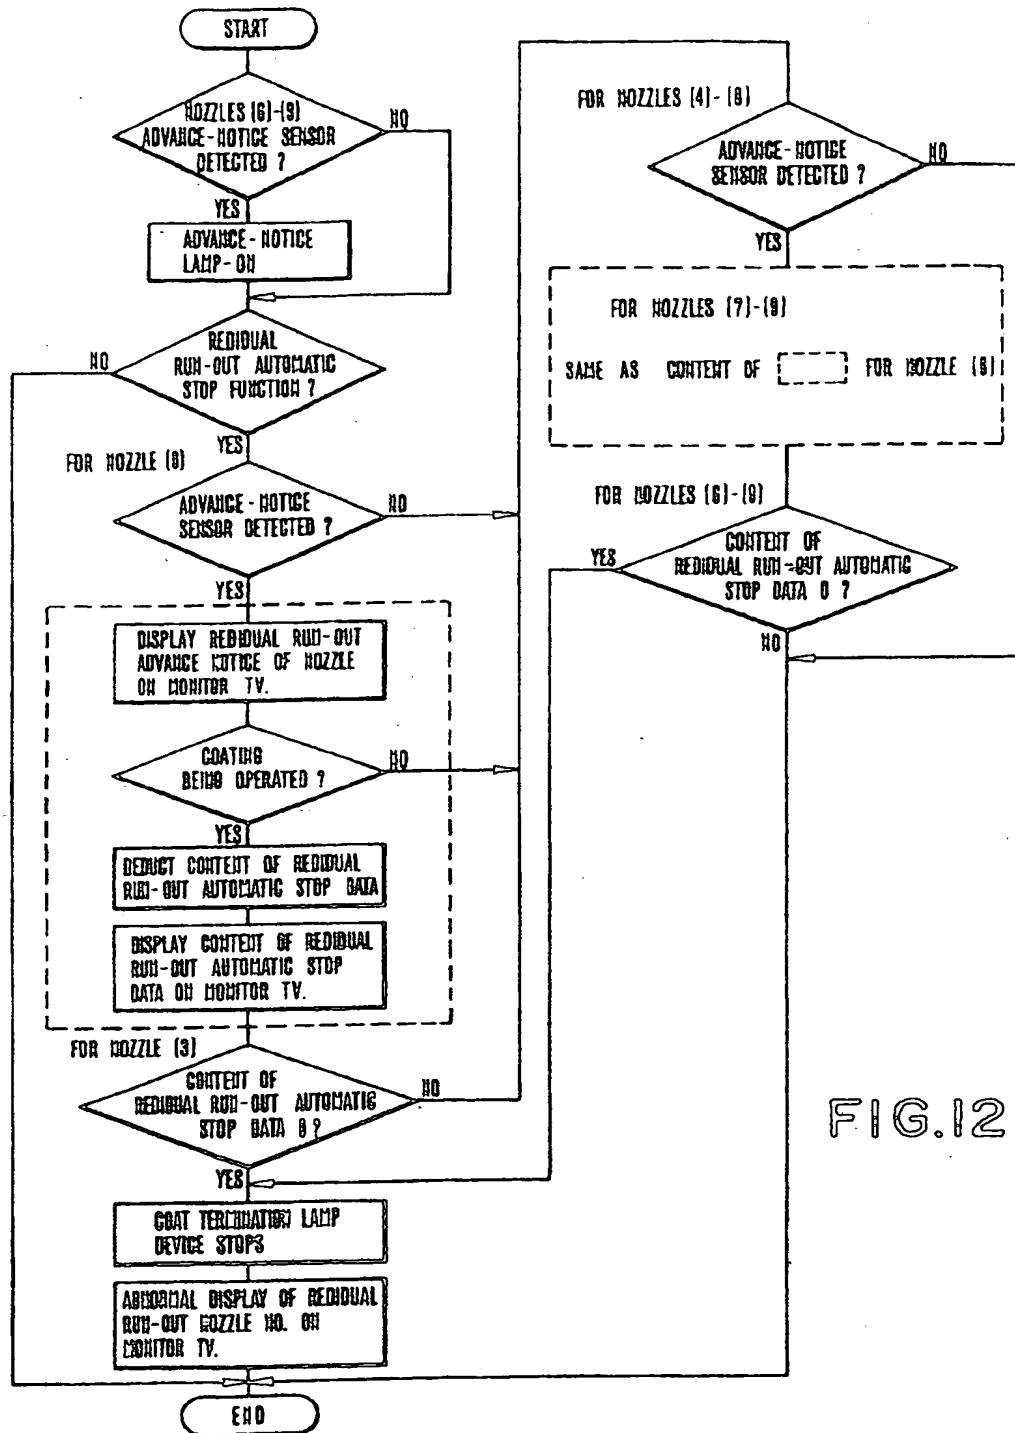 START
NOZZLES (6)-(9)
ADVANCE-NOTICE SENSOR
DETECTED ?
NO
YES
ADVANCE-NOTICE
LAMP-ON
REDIDUAL
RUN-OUT AUTOMATIC
STOP FUNCTION ?
NO
YES
FOR NOZZLE
ADVANCE-NOTICE
SENSOR DETECTED ?
NO
YES
DISPLAY REDIDUAL RUN-OUT
ADVANCE NOTICE OF NOZZLE
ON MONITOR TV.
COATING
BEING OPERATED ?
NO
YES
DEDUCT CONTENT OF REDIDUAL
RUN-OUT AUTOMATIC STOP DATA
DISPLAY CONTENT OF REDIDUAL
RUN-OUT AUTOMATIC STOP
DATA ON MONITOR TV.
FOR NOZZLE (3)
CONTENT OF
REDIDUAL RUN-OUT AUTOMATIC
STOP DATA 0 ?
NO
YES
COAT TERMINATION LAMP
DEVICE STOPS
ABNORMAL DISPLAY OF REDIDUAL
RUN-OUT NOZZLE NO. ON
MONITOR TV.
END
FOR NOZZLES
ADVANCE-NOTICE
SENSOR DETECTED ?
NO
YES
FOR NOZZLES
SAME AS CONTENT OF FOR NOZZLE
FOR NOZZLES (6)-(9)
CONTENT OF
REDIDUAL RUN-OUT AUTOMATIC
STOP DATA 0 ?
YES
NO
FIG.12